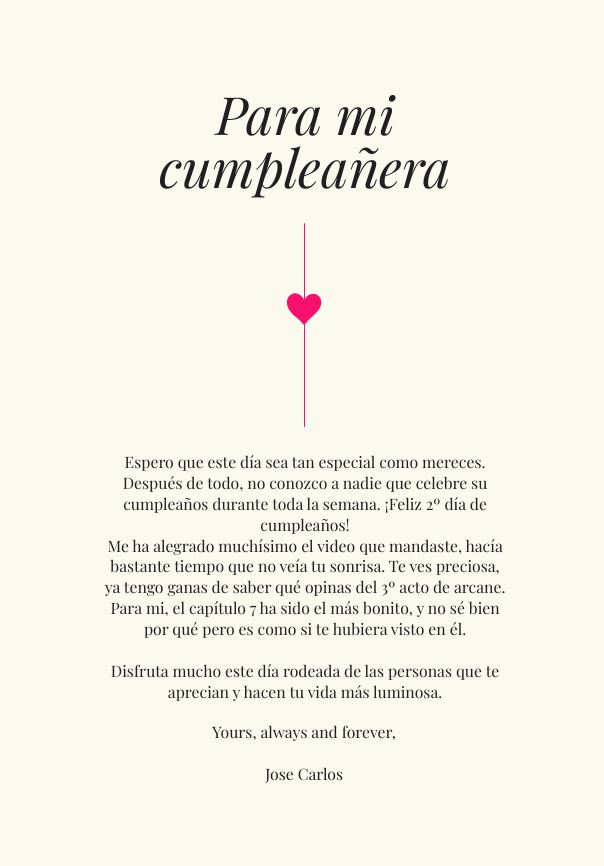 Para mi
cumpleañera
Espero que este día sea tan especial como mereces.
Después de todo, no conozco a nadie que celebre su
cumpleaños durante toda la semana. ¡Feliz 2º día de
cumpleaños!
Me ha alegrado muchísimo el video que mandaste, hacía
bastante tiempo que no veía tu sonrisa. Te ves preciosa,
ya tengo ganas de saber qué opinas del 3º acto de arcane.
Para mi, el capítulo 7 ha sido el más bonito, y no sé bien
por qué pero es como si te hubiera visto en él.
Disfruta mucho este día rodeada de las personas que te
aprecian y hacen tu vida más luminosa.
Yours, always and forever,
Jose Carlos